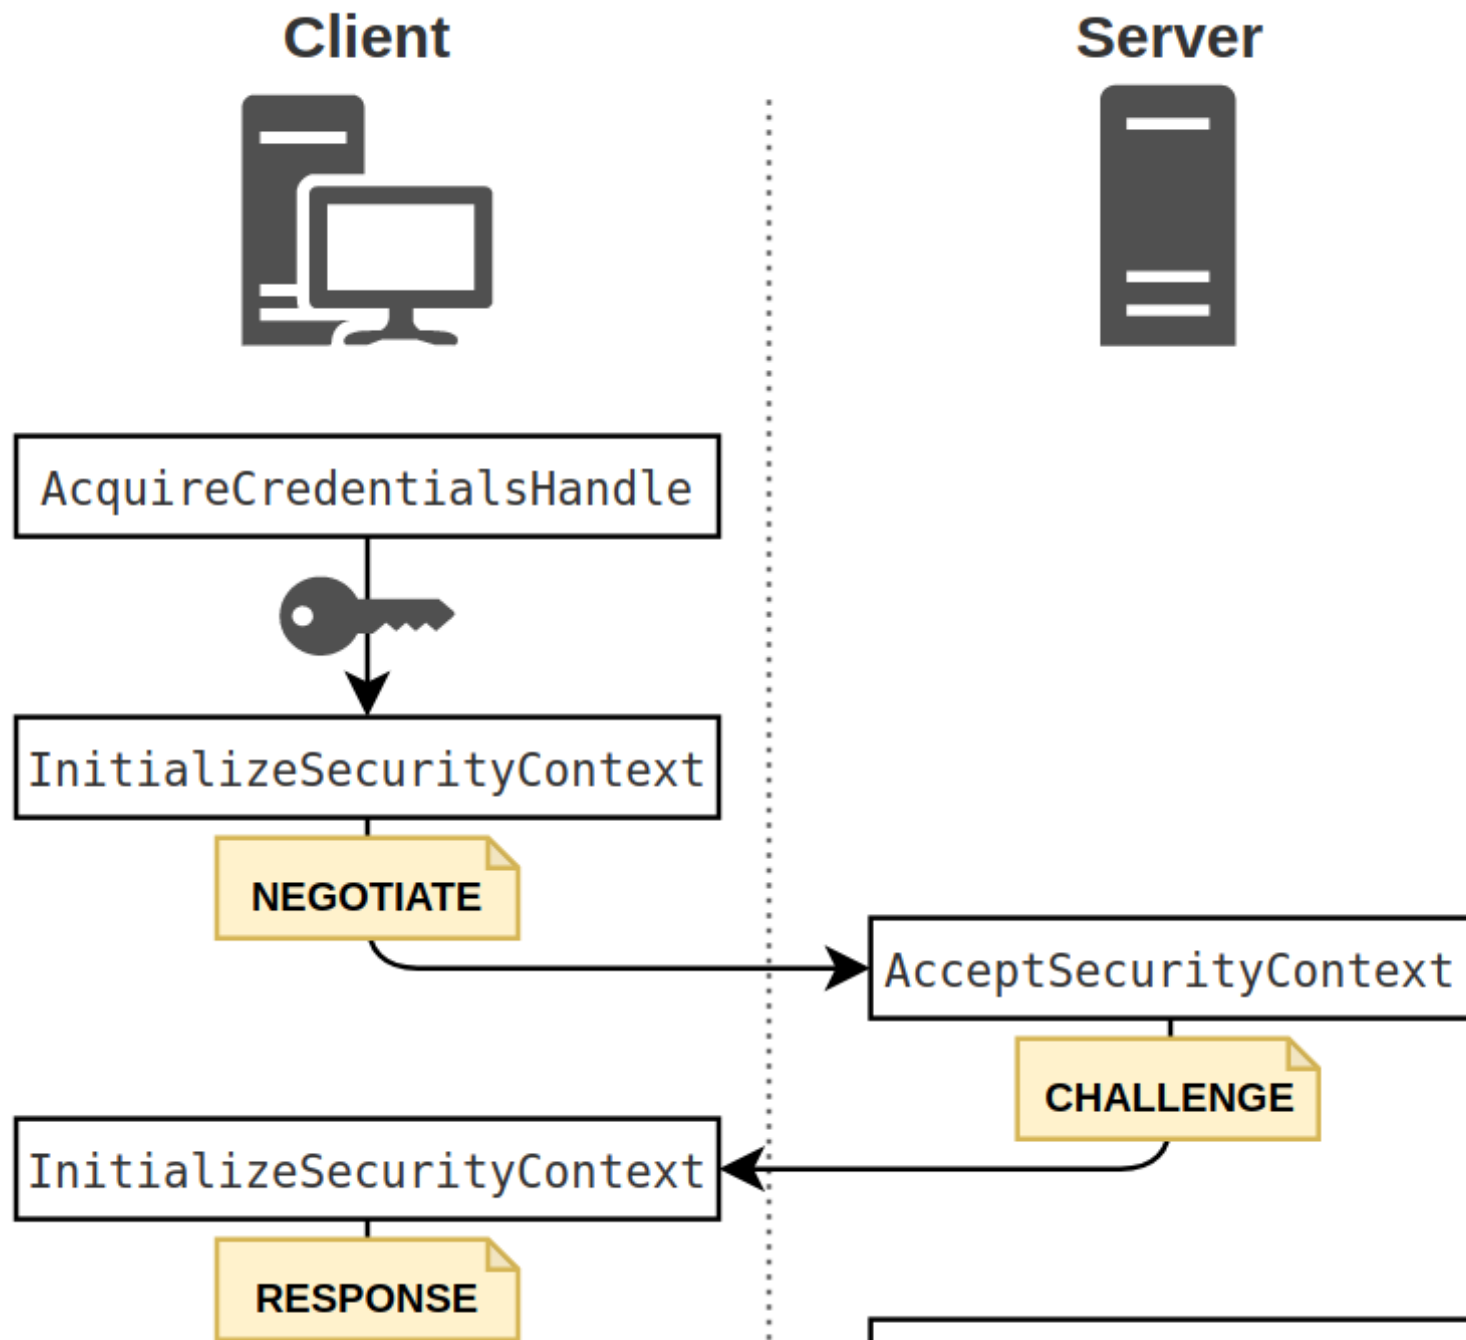 Client
Server
AcquireCredentialsHandle
InitializeSecurityContext
NEGOTIATE
AcceptSecurityContext
CHALLENGE
InitializeSecurityContext
RESPONSE